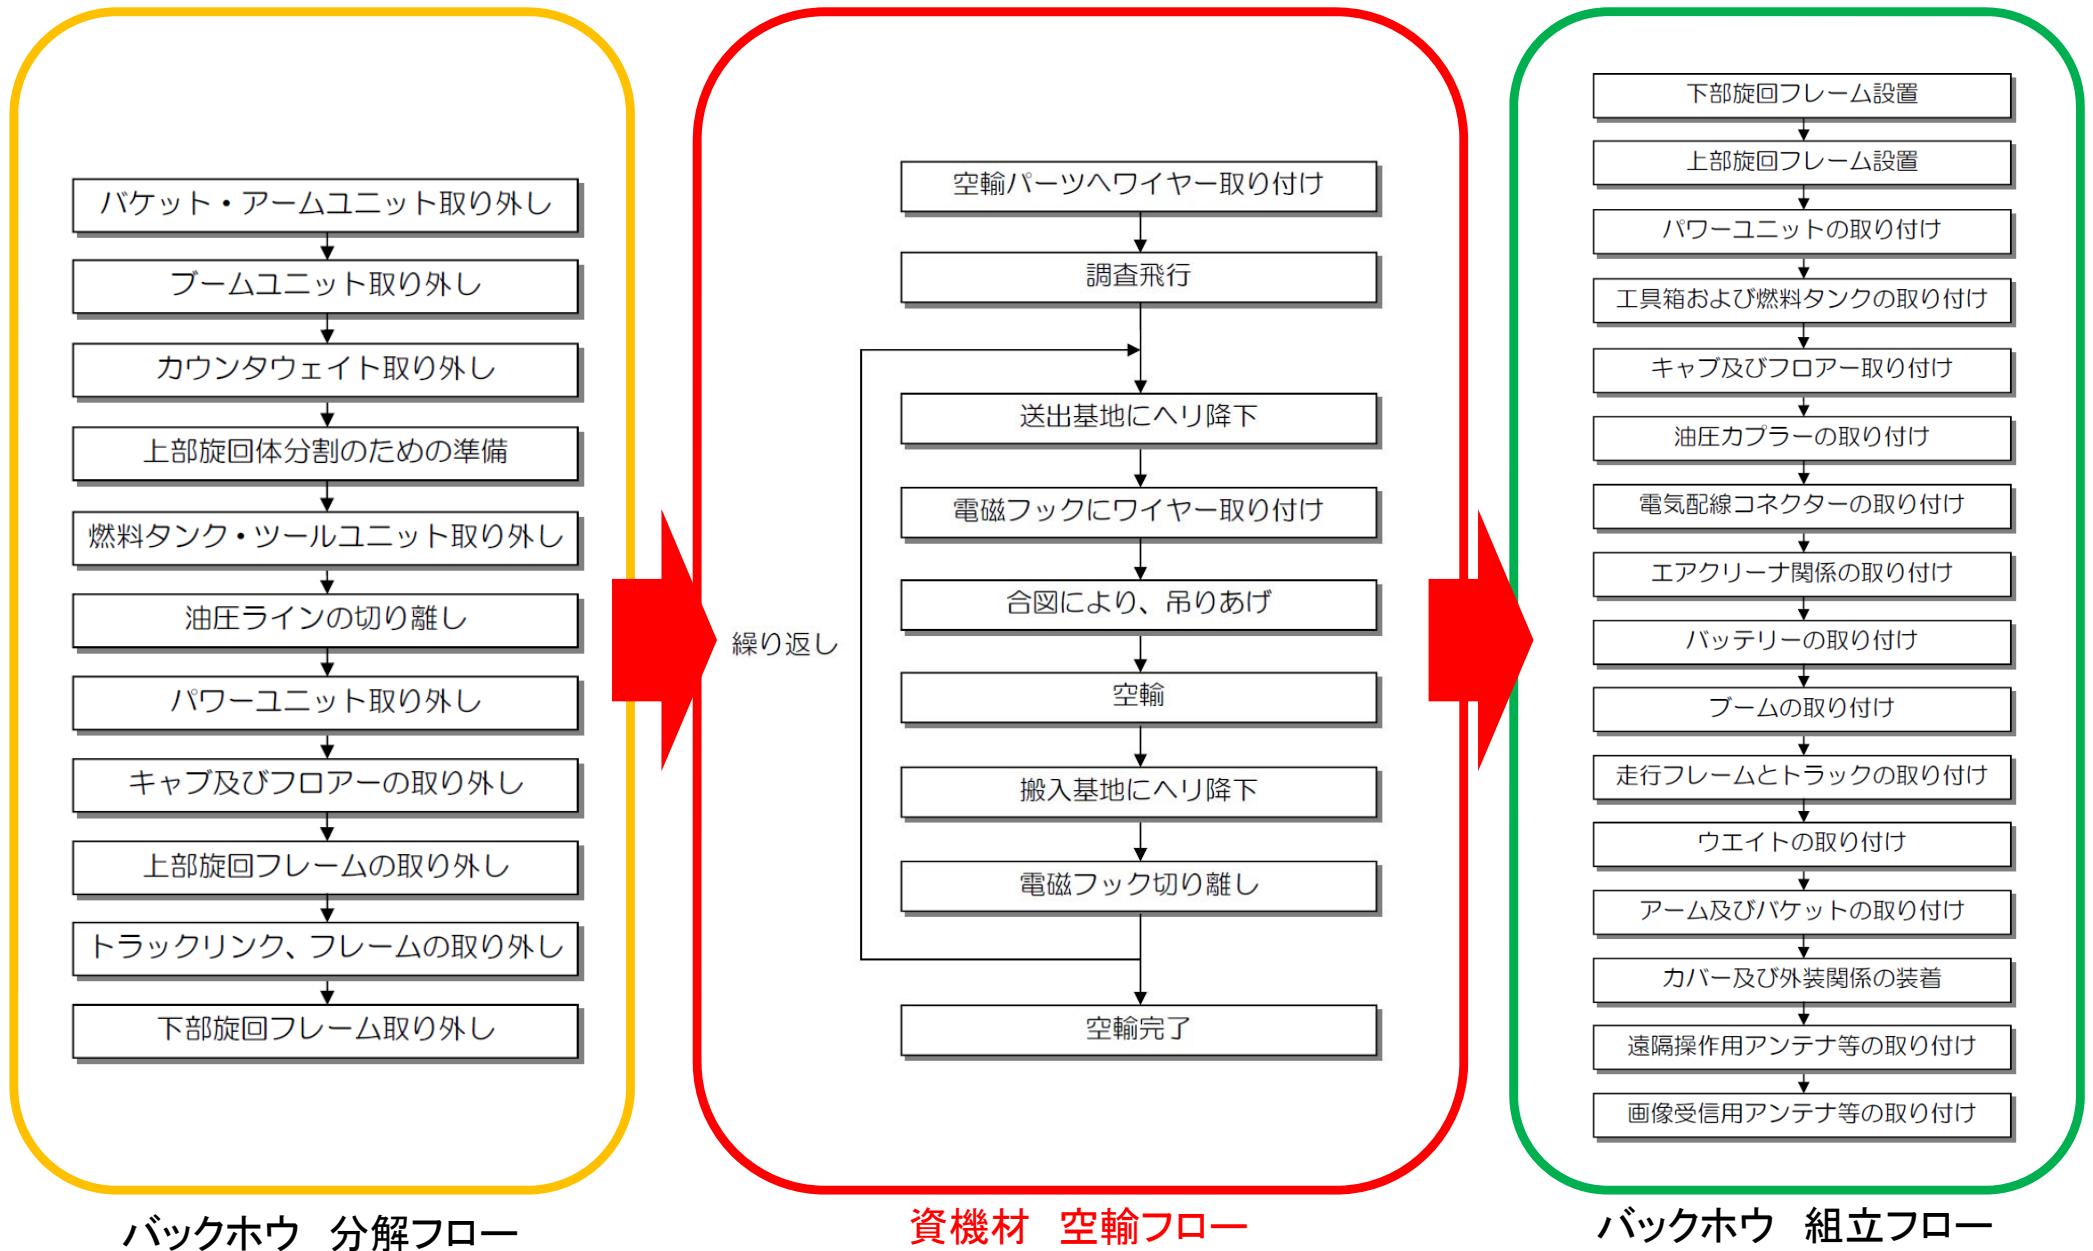 バケット・アームユニット取り外し
ブームユニット取り外し
カウンタウェイト取り外し
上部旋回体分割のための準備
燃料タンク・ツールユニット取り外し
油圧ラインの切り離し
パワーユニット取り外し
キャブ及びフロアーの取り外し
上部旋回フレームの取り外し
トラックリンク、フレームの取り外し
下部旋回フレーム取り外し
バックホウ　分解フロー
空輸パーツへワイヤー取り付け
調査飛行
送出基地にヘリ降下
電磁フックにワイヤー取り付け
合図により、吊りあげ
繰り返し
空輸
搬入基地にヘリ降下
電磁フック切り離し
空輸完了
資機材　空輸フロー
下部旋回フレーム設置
上部旋回フレーム設置
パワーユニットの取り付け
工具箱および燃料タンクの取り付け
キャブ及びフロアー取り付け
油圧カプラーの取り付け
電気配線コネクターの取り付け
エアクリーナ関係の取り付け
バッテリーの取り付け
ブームの取り付け
走行フレームとトラックの取り付け
ウエイトの取り付け
アーム及びバケットの取り付け
カバー及び外装関係の装着
遠隔操作用アンテナ等の取り付け
画像受信用アンテナ等の取り付け
バックホウ　組立フロー